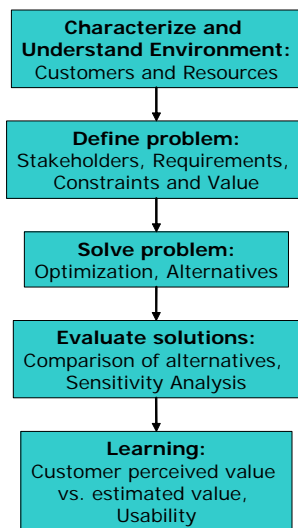 Characterize and
Understand Environment:
Customers and Resources
Define problem:
Stakeholders, Requirements,
Constraints and Value
Solve problem:
Optimization, Alternatives
Evaluate solutions:
Comparison of alternatives,
Sensitivity Analysis
Learning:
Customer perceived value
vs. estimated value,
Usability